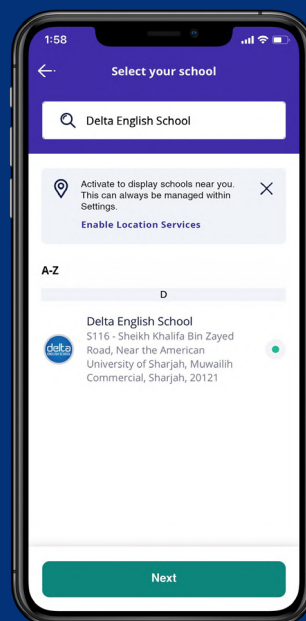 1:58
Select your school
Delta English School
Activate to display schools near you.
This can always be managed within
Settings.
Enable Location Services
A-Z
D
Delta English School
delta
S116 - Sheikh Khalifa Bin Zayed
Road, Near the American
University of Sharjah, Muwailih
Commercial, Sharjah, 20121
Next